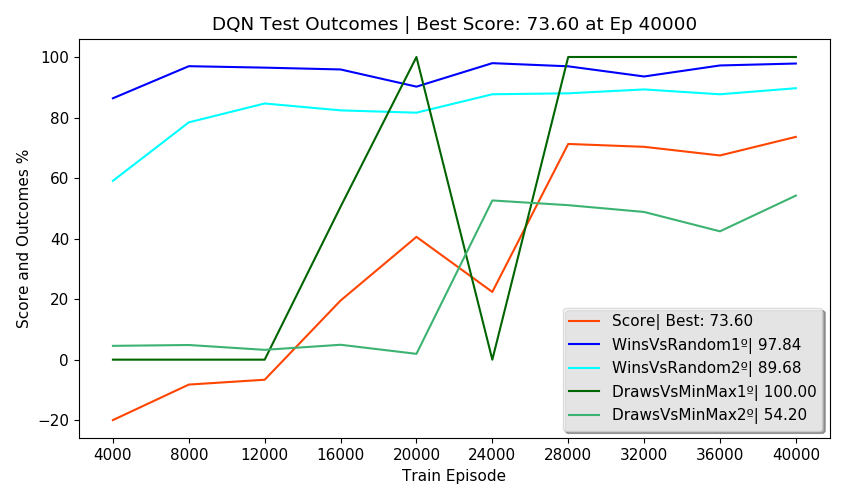 DQN Test Outcomes | Best Score: 73.60 at Ep 40000
Score and Outcomes %
100
80
60
40
20
0
−20
4000 8000 12000 16000 20000 24000 28000 32000 36000 40000
Train Episode
Score| Best: 73.60
WinsVsRandom1º| 97.84
WinsVsRandom2º| 89.68
DrawsVsMinMax1º| 100.00
DrawsVsMinMax2º| 54.20